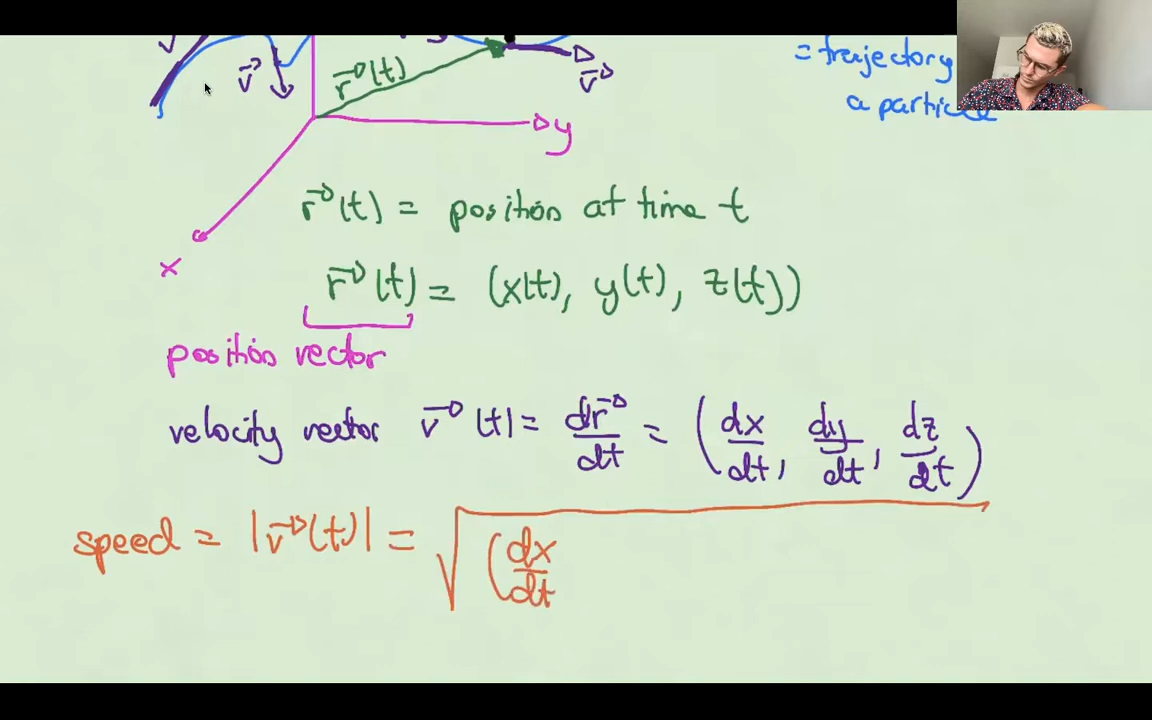 = trajectory
v⃗ r⃗(t) v⃗
a particle
y
r⃗(t) = position at time t
x
r⃗(t) = (x(t), y(t), z(t))
position vector
velocity vector v⃗(t) = dr⃗/dt = (dx/dt, dy/dt, dz/dt)
speed = |v⃗(t)| = √ (dx/dt